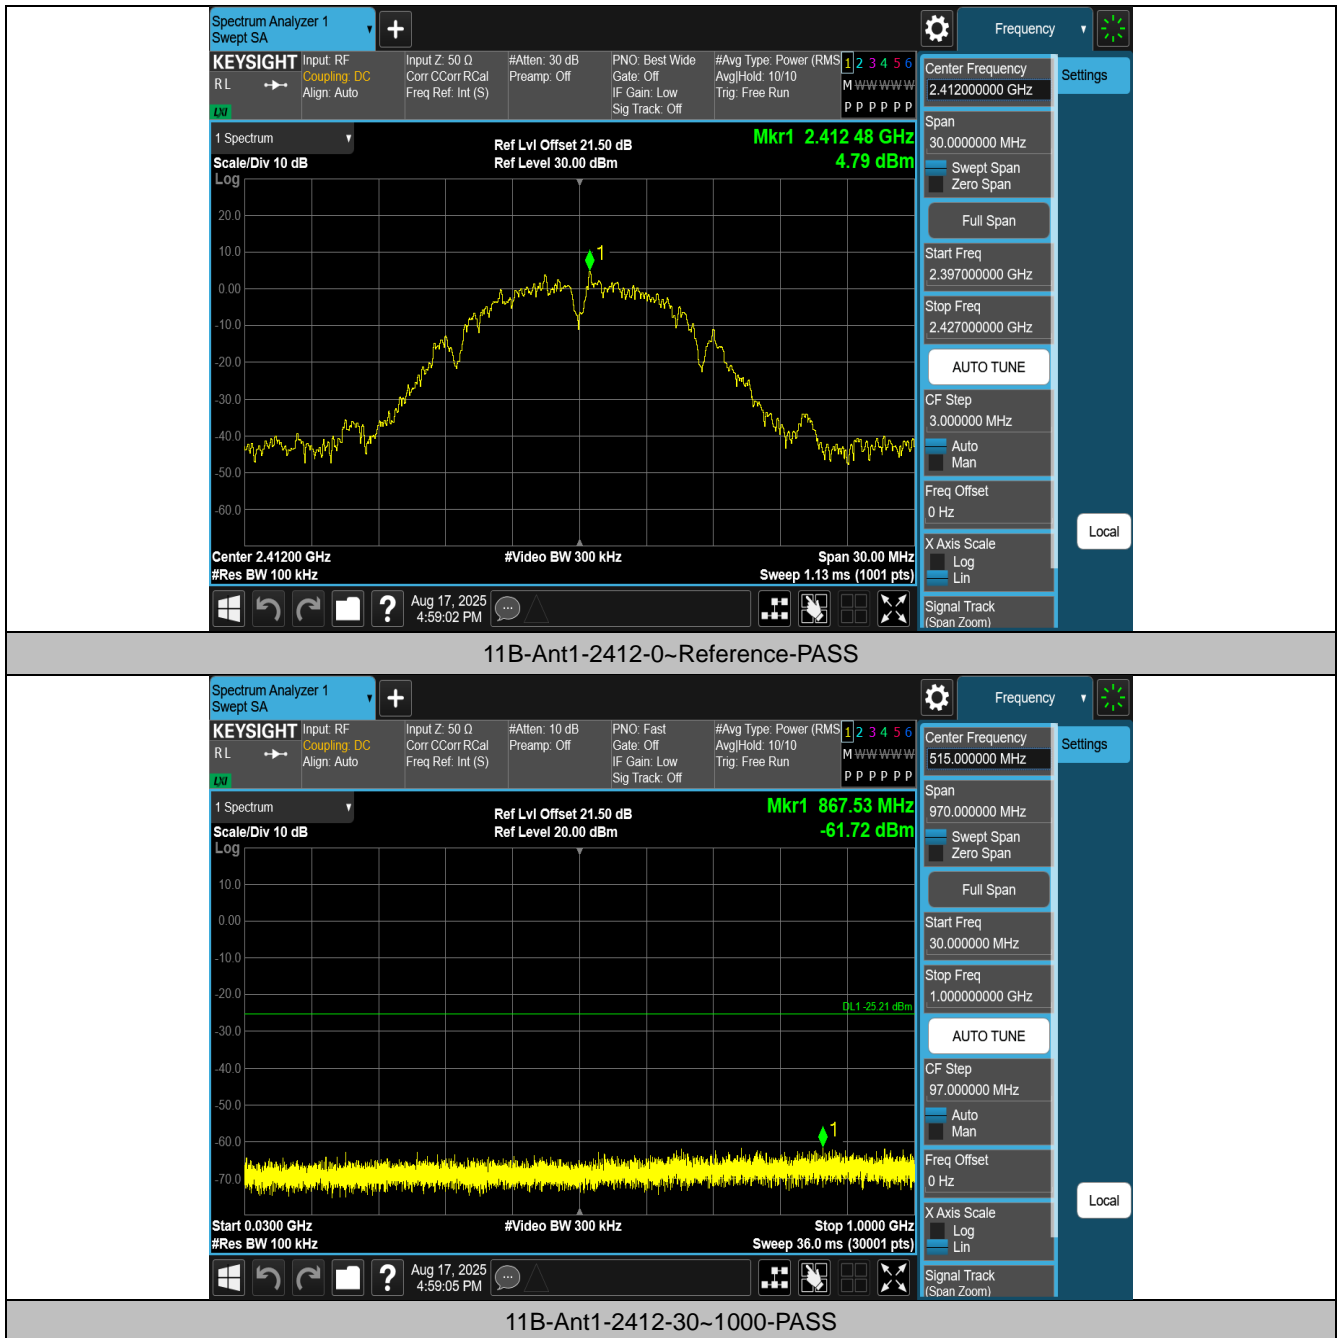 Spectrum Analyzer 1
Swept SA
+
Frequency
KEYSIGHT
RL
LXI
Input: RF
Coupling: DC
Align: Auto
Input Z: 50 Ω
Corr CCorr RCal
Freq Ref: Int (S)
#Atten: 30 dB
Preamp: Off
PNO: Best Wide
Gate: Off
IF Gain: Low
Sig Track: Off
#Avg Type: Power (RMS
Avg|Hold: 10/10
Trig: Free Run
1 2 3 4 5 6
M W W W W W
P P P P P P
1 Spectrum
Scale/Div 10 dB
Log
Ref Lvl Offset 21.50 dB
Ref Level 30.00 dBm
Mkr1 2.412 48 GHz
4.79 dBm
20.0
10.0
0.00
-10.0
-20.0
-30.0
-40.0
-50.0
-60.0
1
Center 2.41200 GHz
#Res BW 100 kHz
#Video BW 300 kHz
Span 30.00 MHz
Sweep 1.13 ms (1001 pts)
Aug 17, 2025
4:59:02 PM
Center Frequency
2.412000000 GHz
Settings
Span
30.0000000 MHz
Swept Span
Zero Span
Full Span
Start Freq
2.397000000 GHz
Stop Freq
2.427000000 GHz
AUTO TUNE
CF Step
3.000000 MHz
Auto
Man
Freq Offset
0 Hz
X Axis Scale
Log
Lin
Signal Track
(Span Zoom)
Local
11B-Ant1-2412-0~Reference-PASS
Spectrum Analyzer 1
Swept SA
+
Frequency
KEYSIGHT
RL
LXI
Input: RF
Coupling: DC
Align: Auto
Input Z: 50 Ω
Corr CCorr RCal
Freq Ref: Int (S)
#Atten: 10 dB
Preamp: Off
PNO: Fast
Gate: Off
IF Gain: Low
Sig Track: Off
#Avg Type: Power (RMS
Avg|Hold: 10/10
Trig: Free Run
1 2 3 4 5 6
M W W W W W
P P P P P P
1 Spectrum
Scale/Div 10 dB
Log
Ref Lvl Offset 21.50 dB
Ref Level 20.00 dBm
Mkr1 867.53 MHz
-61.72 dBm
10.0
0.00
-10.0
-20.0
-30.0
-40.0
-50.0
-60.0
-70.0
DL1 -25.21 dBm
1
Start 0.0300 GHz
#Res BW 100 kHz
#Video BW 300 kHz
Stop 1.0000 GHz
Sweep 36.0 ms (30001 pts)
Aug 17, 2025
4:59:05 PM
Center Frequency
515.000000 MHz
Settings
Span
970.000000 MHz
Swept Span
Zero Span
Full Span
Start Freq
30.000000 MHz
Stop Freq
1.000000000 GHz
AUTO TUNE
CF Step
97.000000 MHz
Auto
Man
Freq Offset
0 Hz
X Axis Scale
Log
Lin
Signal Track
(Span Zoom)
Local
11B-Ant1-2412-30~1000-PASS